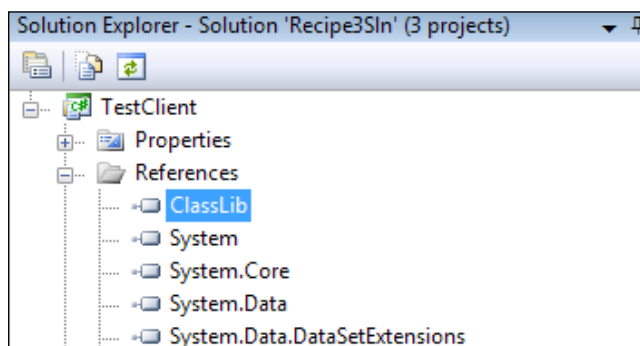 Solution Explorer - Solution 'Recipe3Sln' (3 projects)
TestClient
Properties
References
ClassLib
System
System.Core
System.Data
System.Data.DataSetExtensions